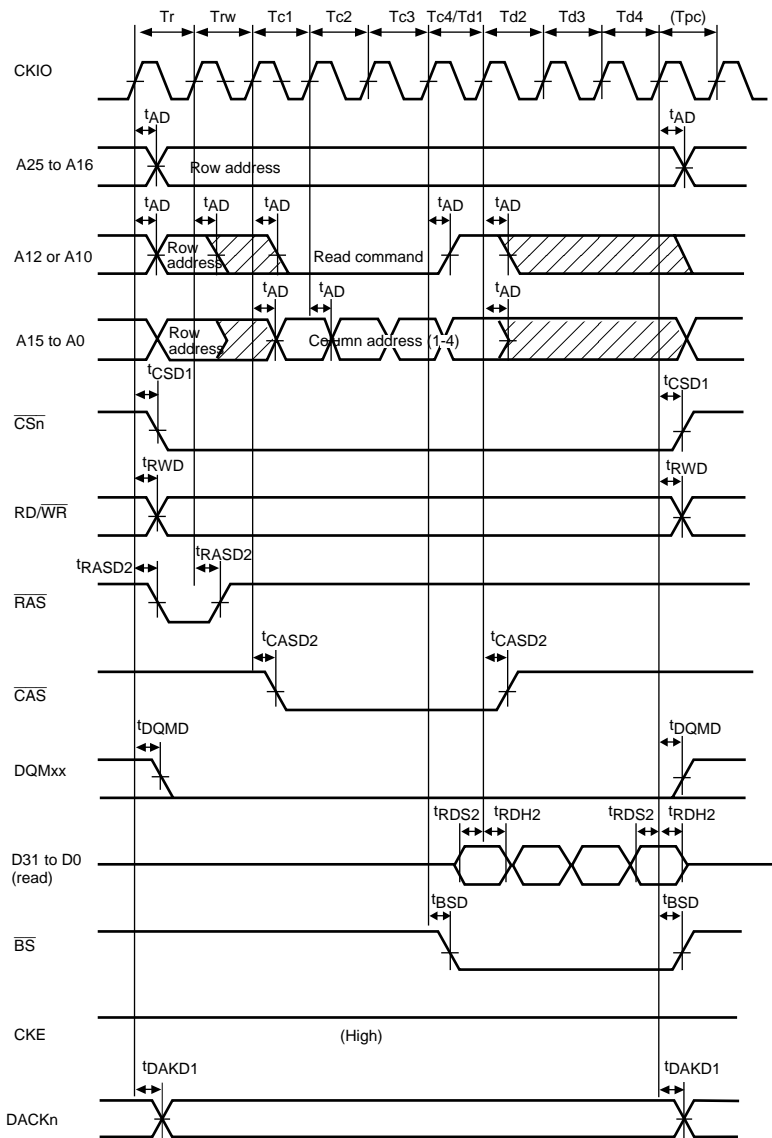 Tr Trw Tc1 Tc2 Tc3 Tc4/Td1 Td2 Td3 Td4 (Tpc)
CKIO
tAD tAD
A25 to A16 Row address
tAD tAD tAD tAD tAD
A12 or A10 Row address Read command
tAD tAD tAD
A15 to A0 Row address Column address (1-4)
tCSD1 tCSD1
CSn
tRWD tRWD
RD/WR
tRASD2 tRASD2
RAS
tCASD2 tCASD2
CAS
tDQMD tDQMD
DQMxx
tRDS2 tRDH2 tRDS2 tRDH2
D31 to D0
(read)
tBSD tBSD
BS
CKE (High)
tDAKD1 tDAKD1
DACKn